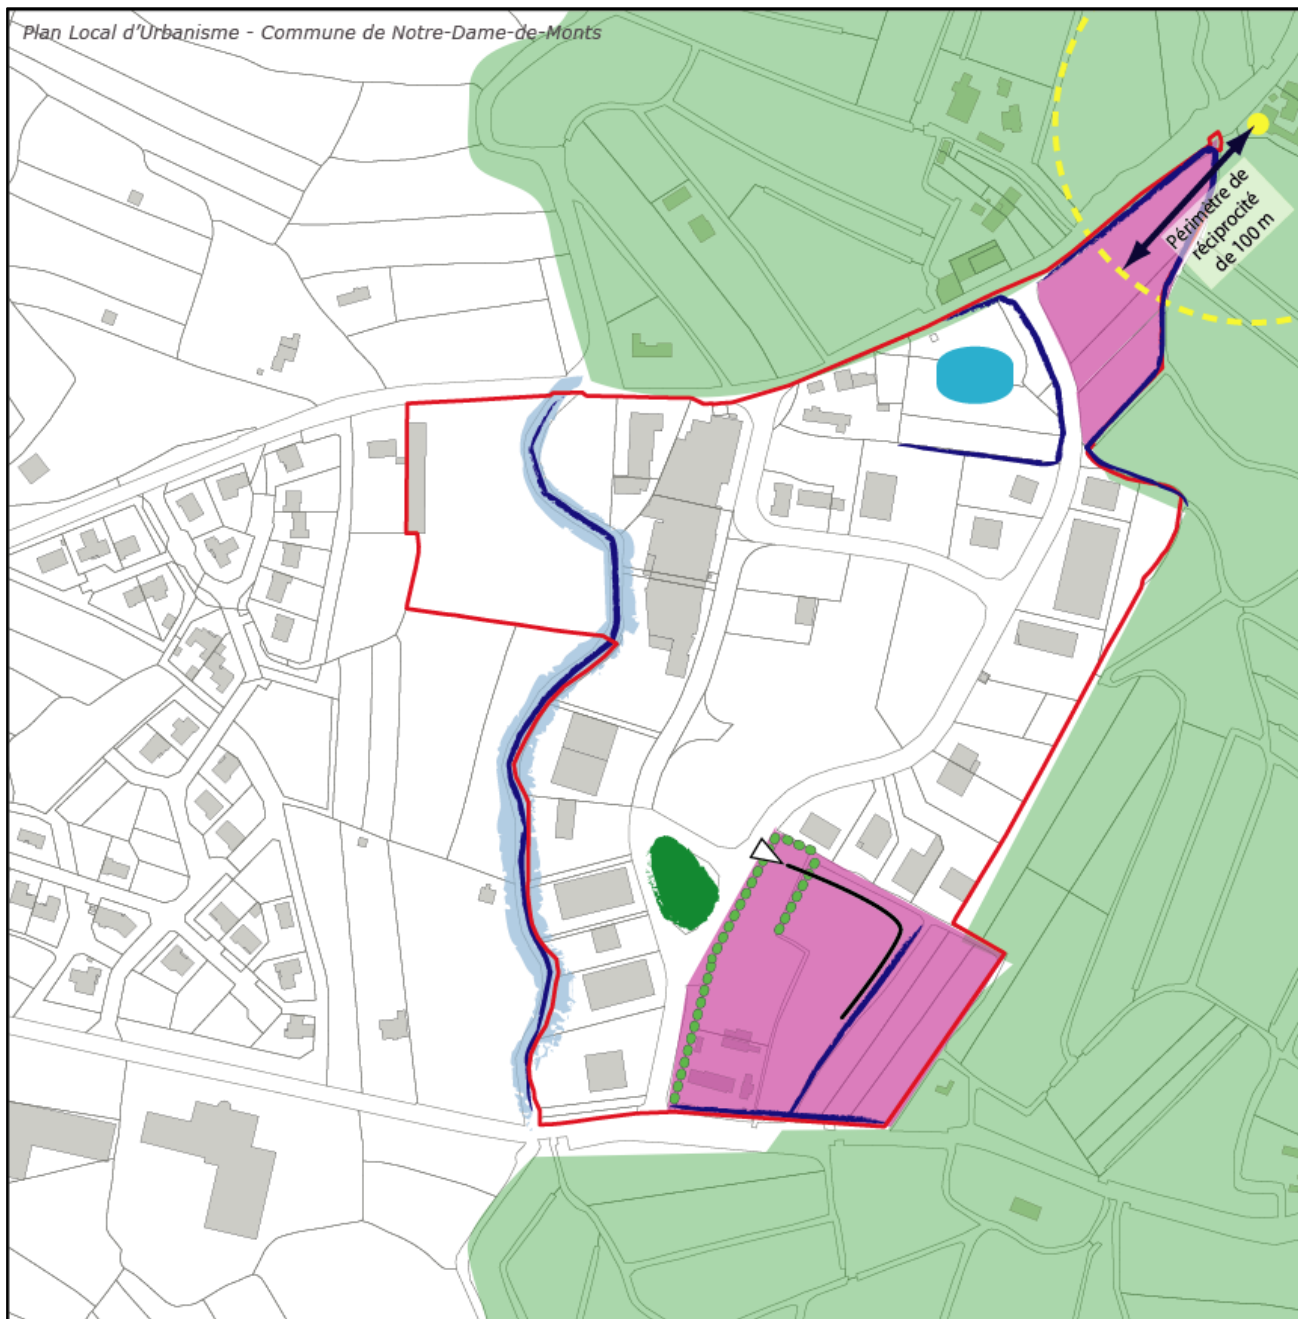 Plan Local d'Urbanisme - Commune de Notre-Dame-de-Monts
Périmètre de
réciprocité
de 100 m